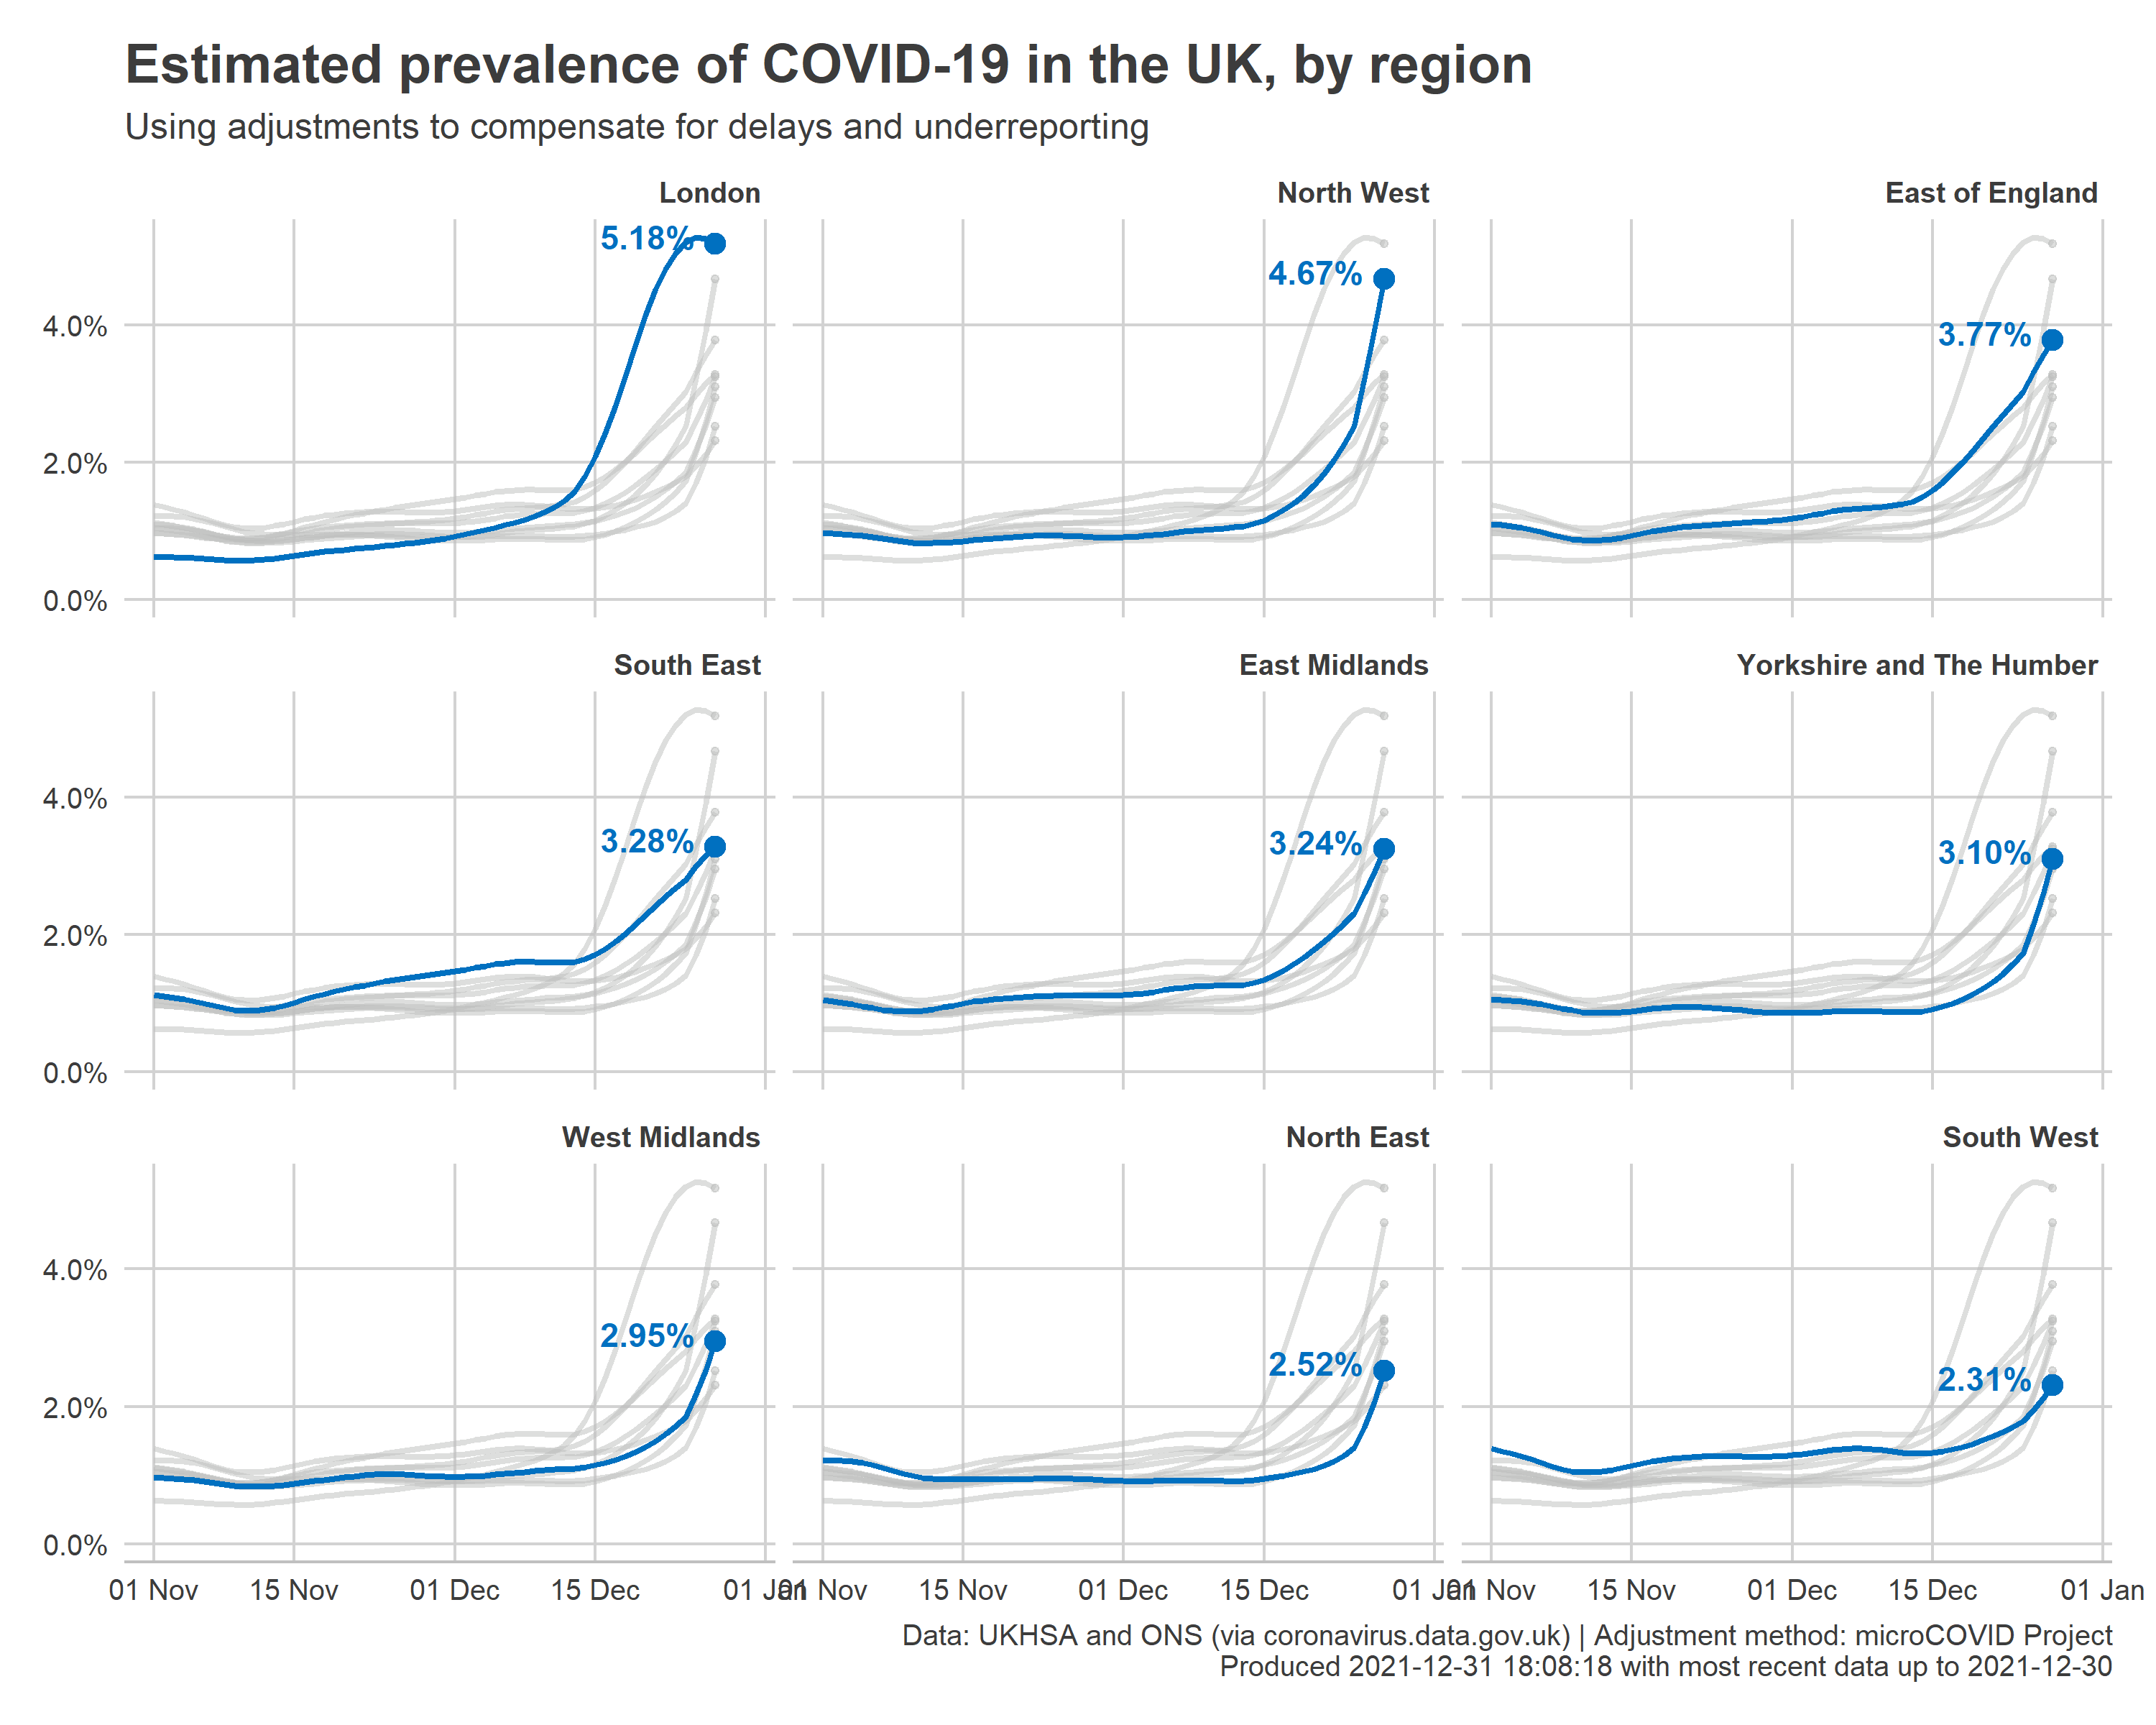 Estimated prevalence of COVID-19 in the UK, by region
Using adjustments to compensate for delays and underreporting
London
North West
East of England
5.18%
4.67%
3.77%
4.0%
2.0%
0.0%
South East
East Midlands
Yorkshire and The Humber
3.28%
3.24%
3.10%
4.0%
2.0%
0.0%
West Midlands
North East
South West
2.95%
2.52%
2.31%
4.0%
2.0%
0.0%
01 Nov 15 Nov 01 Dec 15 Dec 01 Jan 01 Nov 15 Nov 01 Dec 15 Dec 01 Jan 01 Nov 15 Nov 01 Dec 15 Dec 01 Jan
Data: UKHSA and ONS (via coronavirus.data.gov.uk) | Adjustment method: microCOVID Project
Produced 2021-12-31 18:08:18 with most recent data up to 2021-12-30